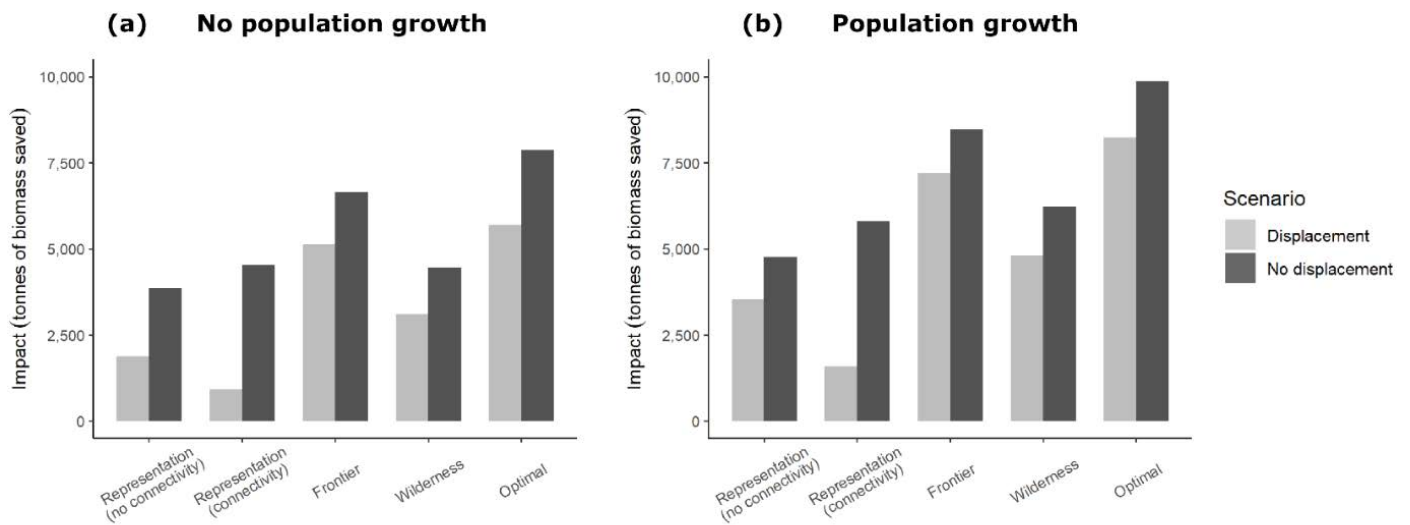 (a) No population growth
Impact (tonnes of biomass saved)
10,000
7,500
5,000
2,500
0
Representation
(no connectivity)
Representation
(connectivity)
Frontier
Wilderness
Optimal
(b) Population growth
Impact (tonnes of biomass saved)
10,000
7,500
5,000
2,500
0
Representation
(no connectivity)
Representation
(connectivity)
Frontier
Wilderness
Optimal
Scenario
Displacement
No displacement